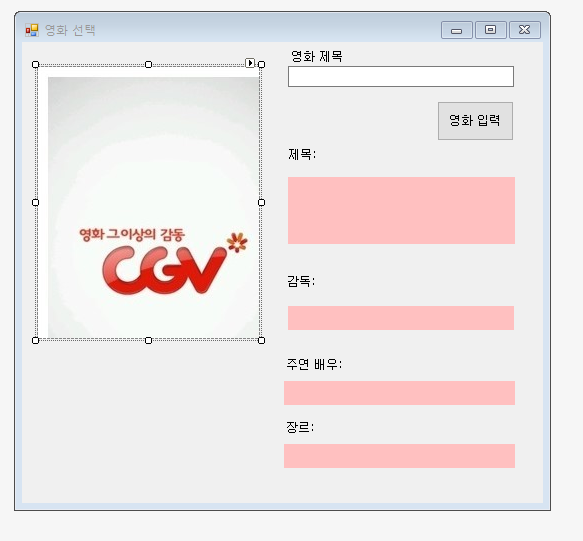 영화 선택
영화 그 이상의 감동
CGV
영화 제목
영화 입력
제목:
감독:
주연 배우:
장르: